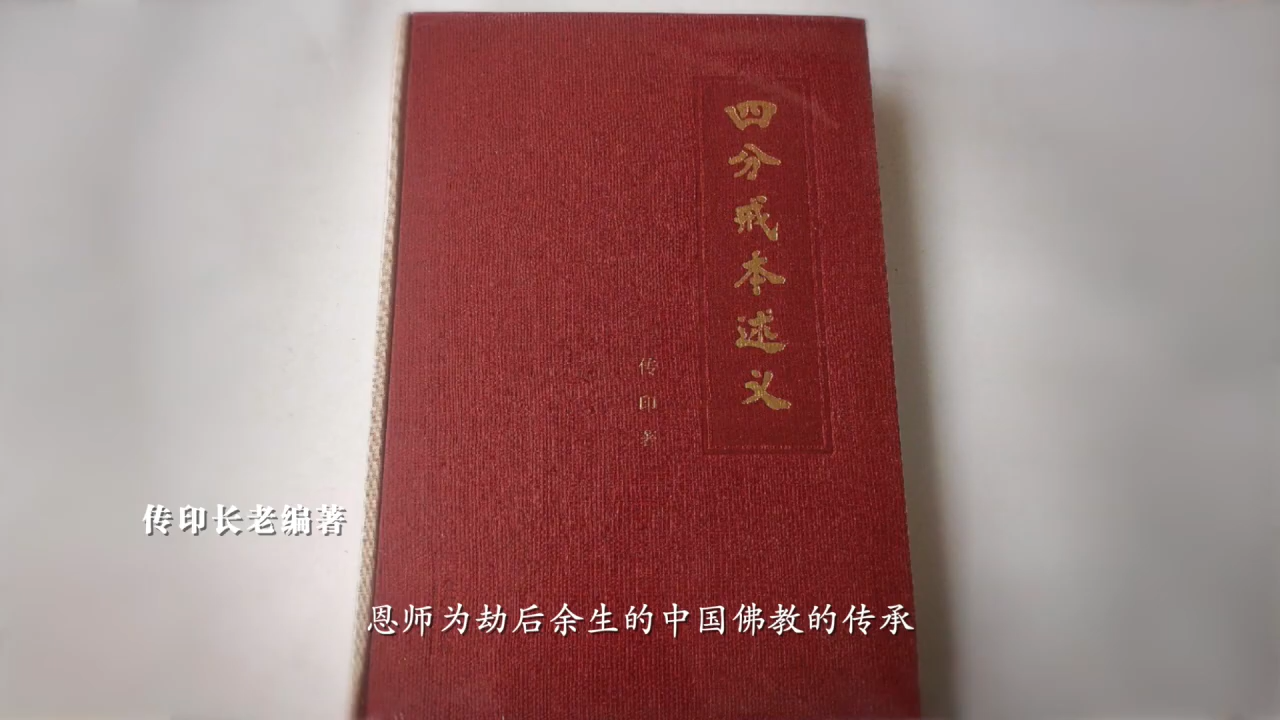 四分戒本述义
传印著
传印长老编著
恩师为劫后余生的中国佛教的传承